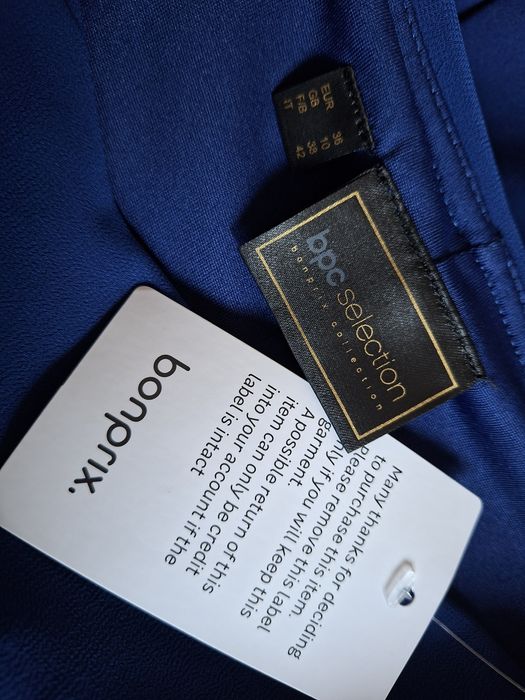 EUR 36
GB 10
F/B 38
IT 42
bpc selection
bonprix collection
bonprix.
Many thanks for deciding
to purchase this item.
Please remove this label
only if you will keep this
garment.
A possible return of this
item can only be credit
into your account if the
label is intact